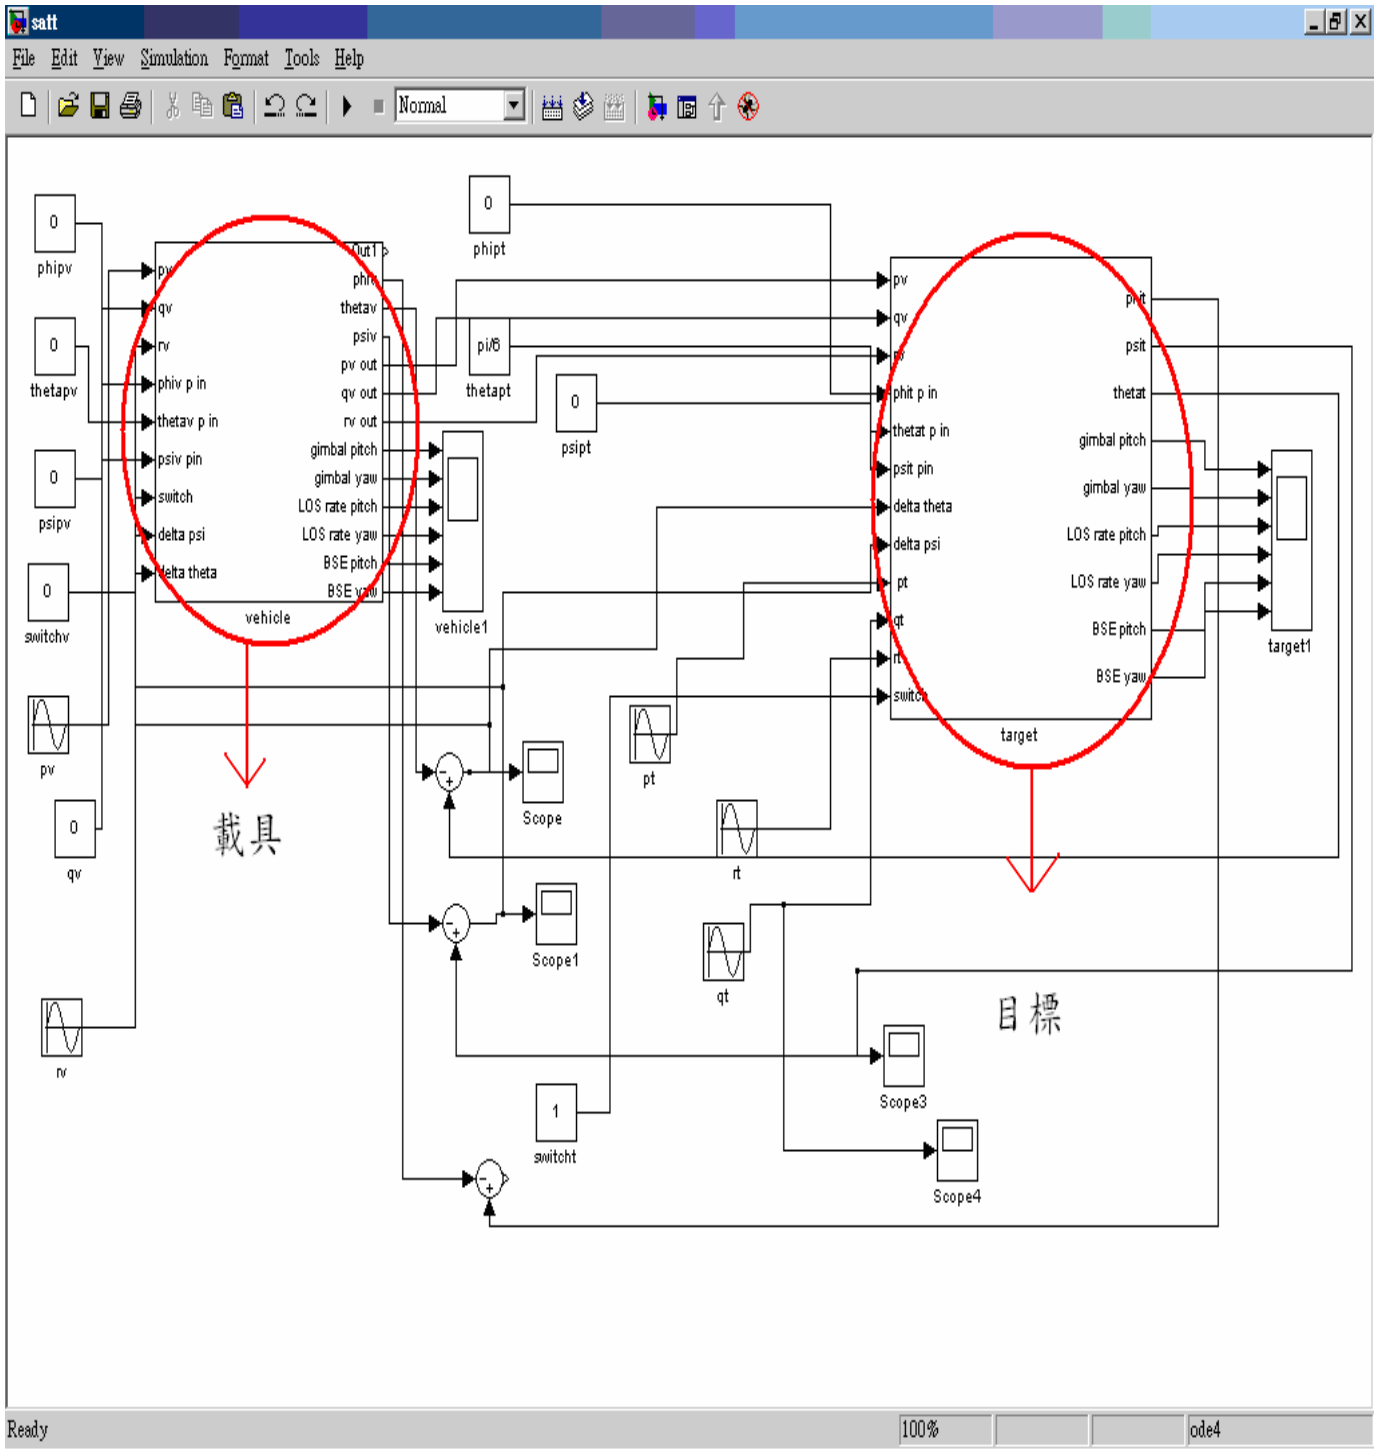 satt
File Edit View Simulation Format Tools Help
Normal
0
phipv
0
thetapv
0
psipv
0
switchv
pv
0
qv
rv
pv
qv
rv
phiv p in
thetav p in
psiv pin
switch
delta psi
delta theta
Out1
phiv
thetav
psiv
pv out
qv out
rv out
gimbal pitch
gimbal yaw
LOS rate pitch
LOS rate yaw
BSE pitch
BSE yaw
vehicle
vehicle1
載具
0
phipt
pi/6
thetapt
0
psipt
pt
rt
qt
Scope
Scope1
1
switcht
pv
qv
rv
phit p in
thetat p in
psit pin
delta theta
delta psi
pt
qt
rt
switch
phit
psit
thetat
gimbal pitch
gimbal yaw
LOS rate pitch
LOS rate yaw
BSE pitch
BSE yaw
target
target1
目標
Scope3
Scope4
Ready 100% ode4